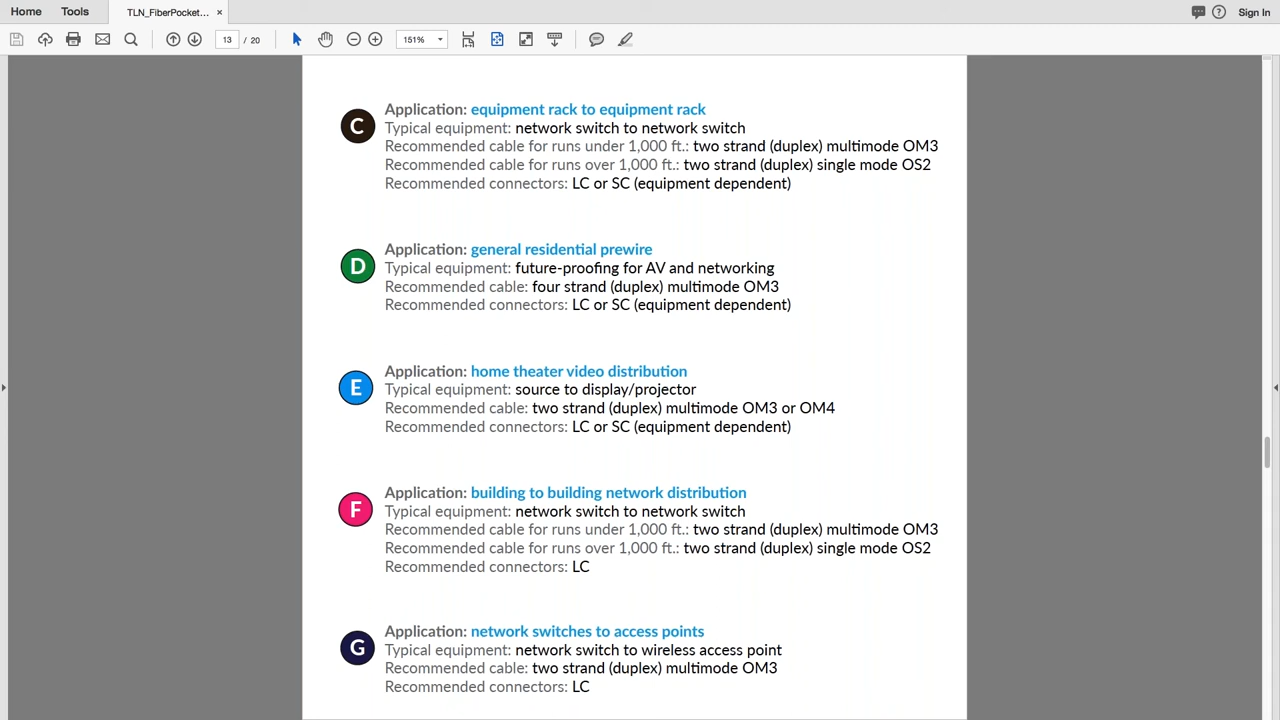 Home Tools TLN_FiberPocket... × ? Sign In
13 / 20 151%
C
Application: equipment rack to equipment rack
Typical equipment: network switch to network switch
Recommended cable for runs under 1,000 ft.: two strand (duplex) multimode OM3
Recommended cable for runs over 1,000 ft.: two strand (duplex) single mode OS2
Recommended connectors: LC or SC (equipment dependent)
D
Application: general residential prewire
Typical equipment: future-proofing for AV and networking
Recommended cable: four strand (duplex) multimode OM3
Recommended connectors: LC or SC (equipment dependent)
E
Application: home theater video distribution
Typical equipment: source to display/projector
Recommended cable: two strand (duplex) multimode OM3 or OM4
Recommended connectors: LC or SC (equipment dependent)
F
Application: building to building network distribution
Typical equipment: network switch to network switch
Recommended cable for runs under 1,000 ft.: two strand (duplex) multimode OM3
Recommended cable for runs over 1,000 ft.: two strand (duplex) single mode OS2
Recommended connectors: LC
G
Application: network switches to access points
Typical equipment: network switch to wireless access point
Recommended cable: two strand (duplex) multimode OM3
Recommended connectors: LC